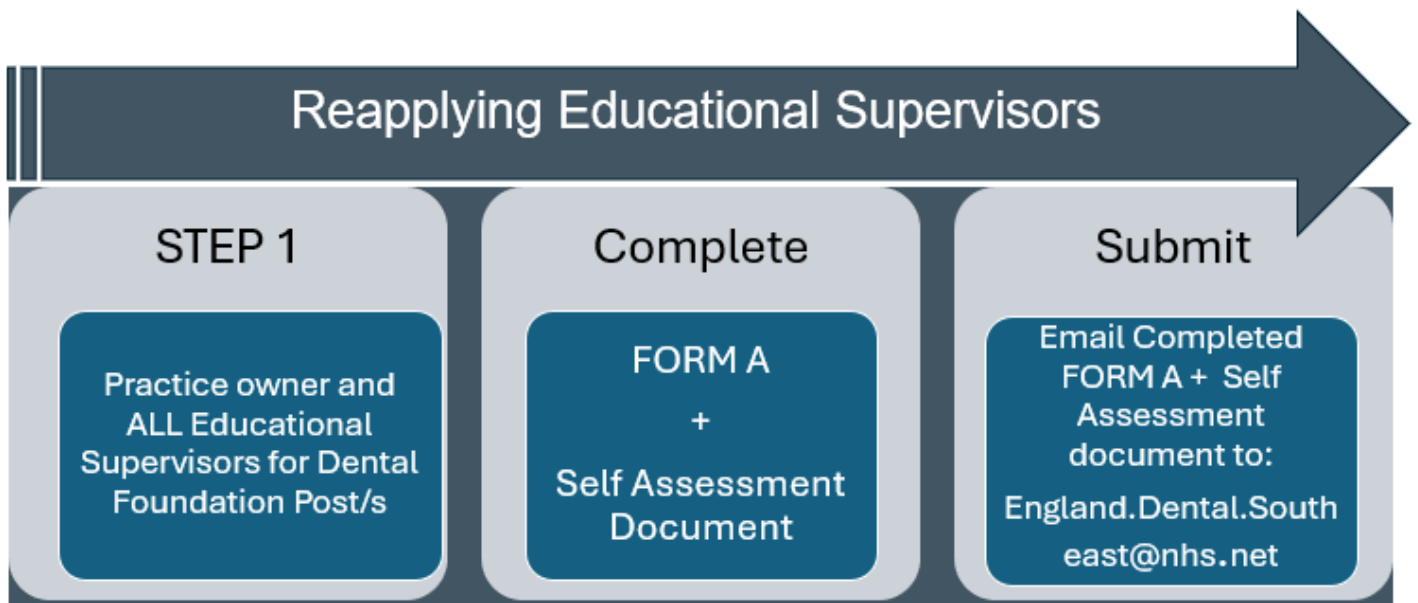 Reapplying Educational Supervisors
STEP 1
Practice owner and
ALL Educational
Supervisors for Dental
Foundation Post/s
Complete
FORM A
+
Self Assessment
Document
Submit
Email Completed
FORM A + Self
Assessment
document to:
England.Dental.South
east@nhs.net